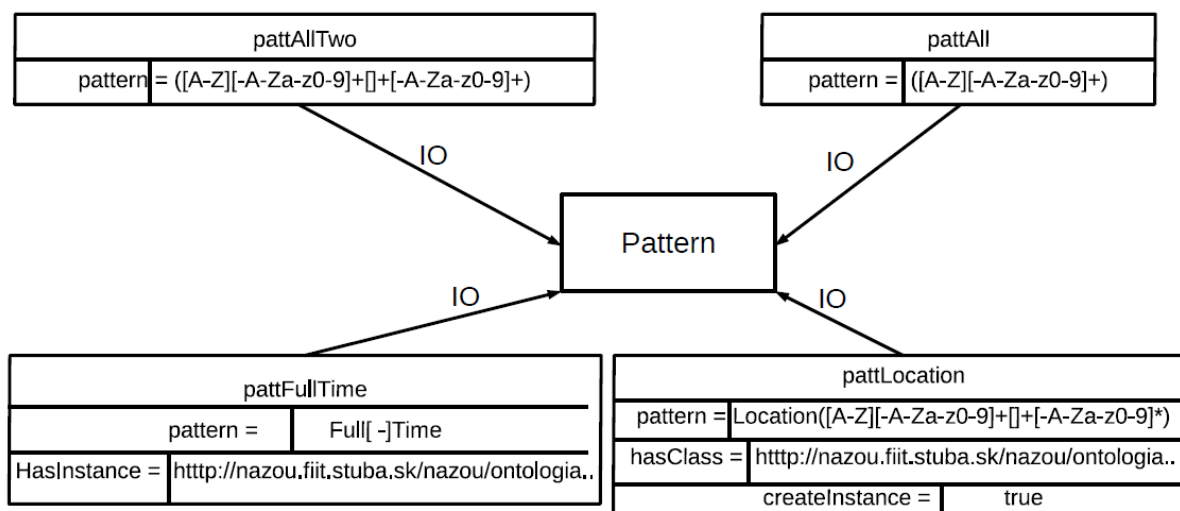 pattAllTwo
pattern = ([A-Z][-A-Za-z0-9]+[]+[-A-Za-z0-9]+)
pattAll
pattern = ([A-Z][-A-Za-z0-9]+)
IO
IO
Pattern
IO
IO
pattFullTime
pattern = Full[ -]Time
HasInstance = htttp://nazou.fiit.stuba.sk/nazou/ontologia..
pattLocation
pattern = Location([A-Z][-A-Za-z0-9]+[]+[-A-Za-z0-9]*)
hasClass = htttp://nazou.fiit.stuba.sk/nazou/ontologia..
createInstance = true